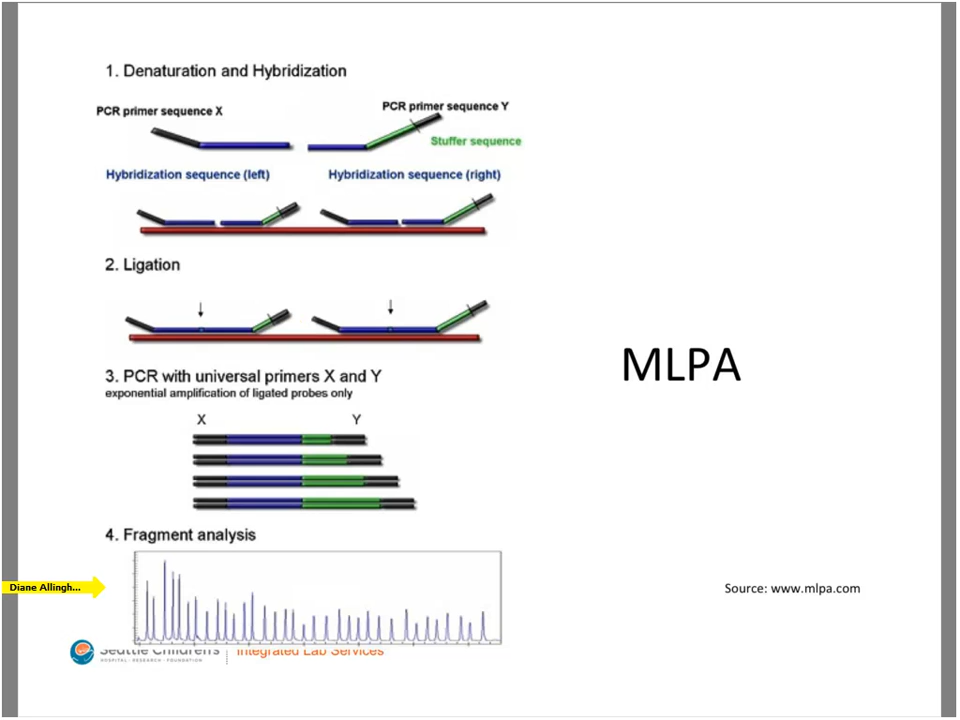 1. Denaturation and Hybridization
PCR primer sequence X
PCR primer sequence Y
Stuffer sequence
Hybridization sequence (left)
Hybridization sequence (right)
2. Ligation
3. PCR with universal primers X and Y
exponential amplification of ligated probes only
X
Y
4. Fragment analysis
MLPA
Diane Allingh...
Source: www.mlpa.com
Seattle Children's
HOSPITAL • RESEARCH • FOUNDATION
Integrated Lab Services